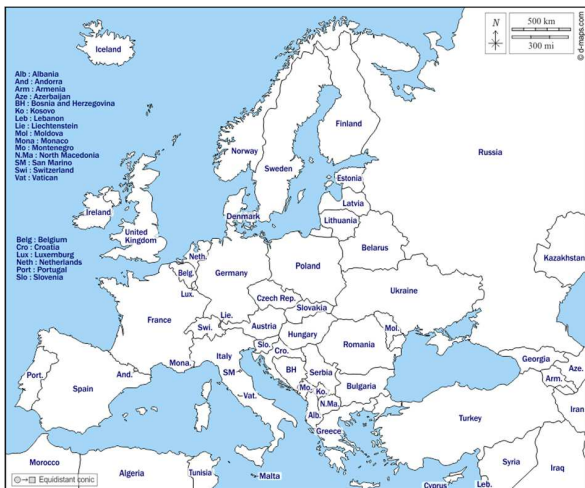 Iceland
N
500 km
300 mi
© d-maps.com
Alb : Albania
And : Andorra
Arm : Armenia
Aze : Azerbaijan
BH : Bosnia and Herzegovina
Ko : Kosovo
Leb : Lebanon
Lie : Liechtenstein
Mol : Moldova
Mona : Monaco
Mo : Montenegro
N.Ma : North Macedonia
SM : San Marino
Swi : Switzerland
Vat : Vatican
Finland
Norway
Sweden
Russia
Estonia
Latvia
Lithuania
Denmark
Ireland
United
Kingdom
Belarus
Belg : Belgium
Cro : Croatia
Lux : Luxemburg
Neth : Netherlands
Port : Portugal
Slo : Slovenia
Neth.
Belg.
Lux.
Germany
Poland
Kazakhstan
Ukraine
Czech Rep.
Slovakia
France
Lie.
Swi.
Austria
Hungary
Mol.
Romania
Slo.
Cro.
Italy
Mona.
SM
BH
Serbia
Georgia
Aze.
Arm.
Port.
Spain
And.
Vat.
Mo.
Ko.
Bulgaria
N.Ma.
Alb.
Iran
Greece
Turkey
Morocco
Algeria
Tunisia
Malta
Cyprus
Syria
Leb.
Iraq
Equidistant conic